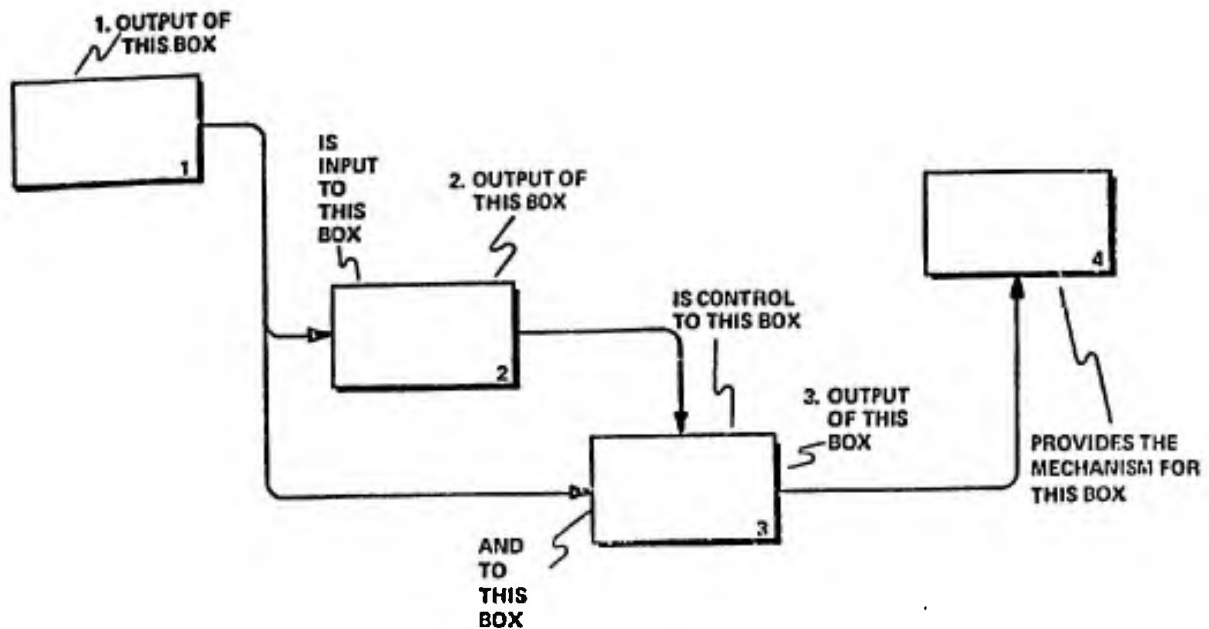 1. OUTPUT OF
THIS BOX
1
IS
INPUT
TO
THIS
BOX
2. OUTPUT OF
THIS BOX
2
IS CONTROL
TO THIS BOX
3. OUTPUT
OF THIS
BOX
3
AND
TO
THIS
BOX
4
PROVIDES THE
MECHANISM FOR
THIS BOX